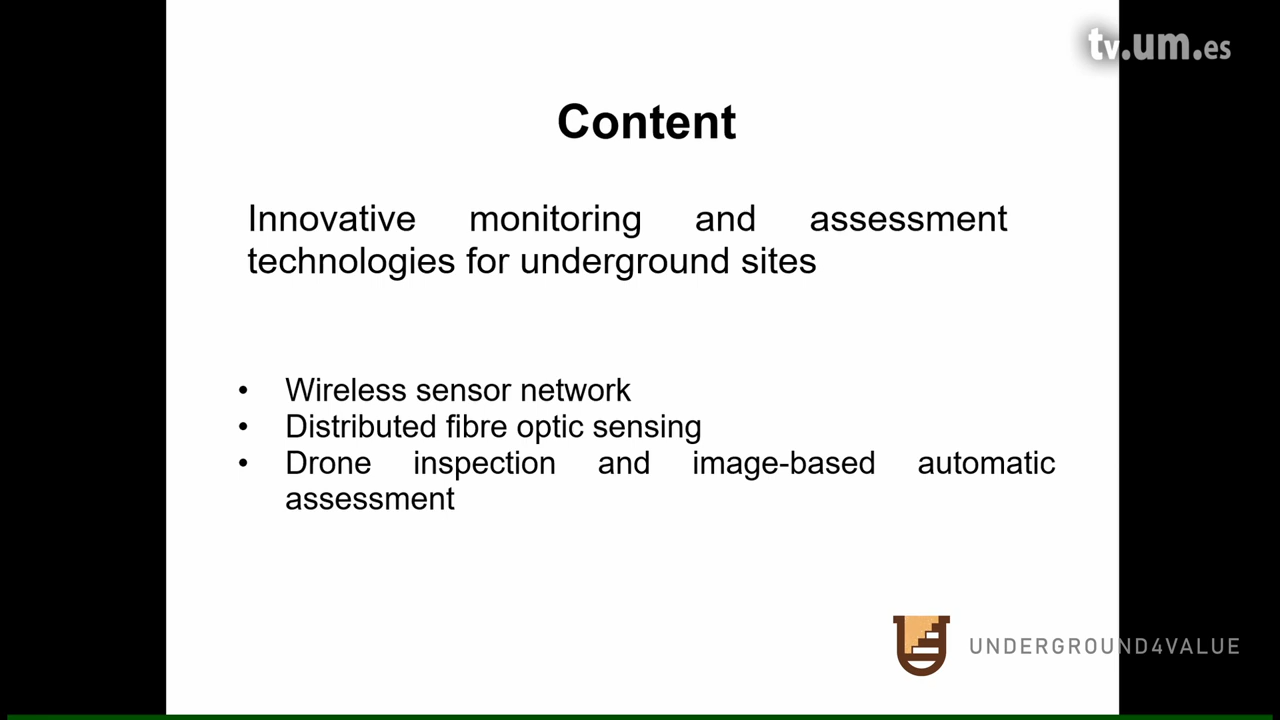 tv.um.es
Content
Innovative monitoring and assessment
technologies for underground sites
• Wireless sensor network
• Distributed fibre optic sensing
• Drone inspection and image-based automatic
assessment
UNDERGROUND4VALUE